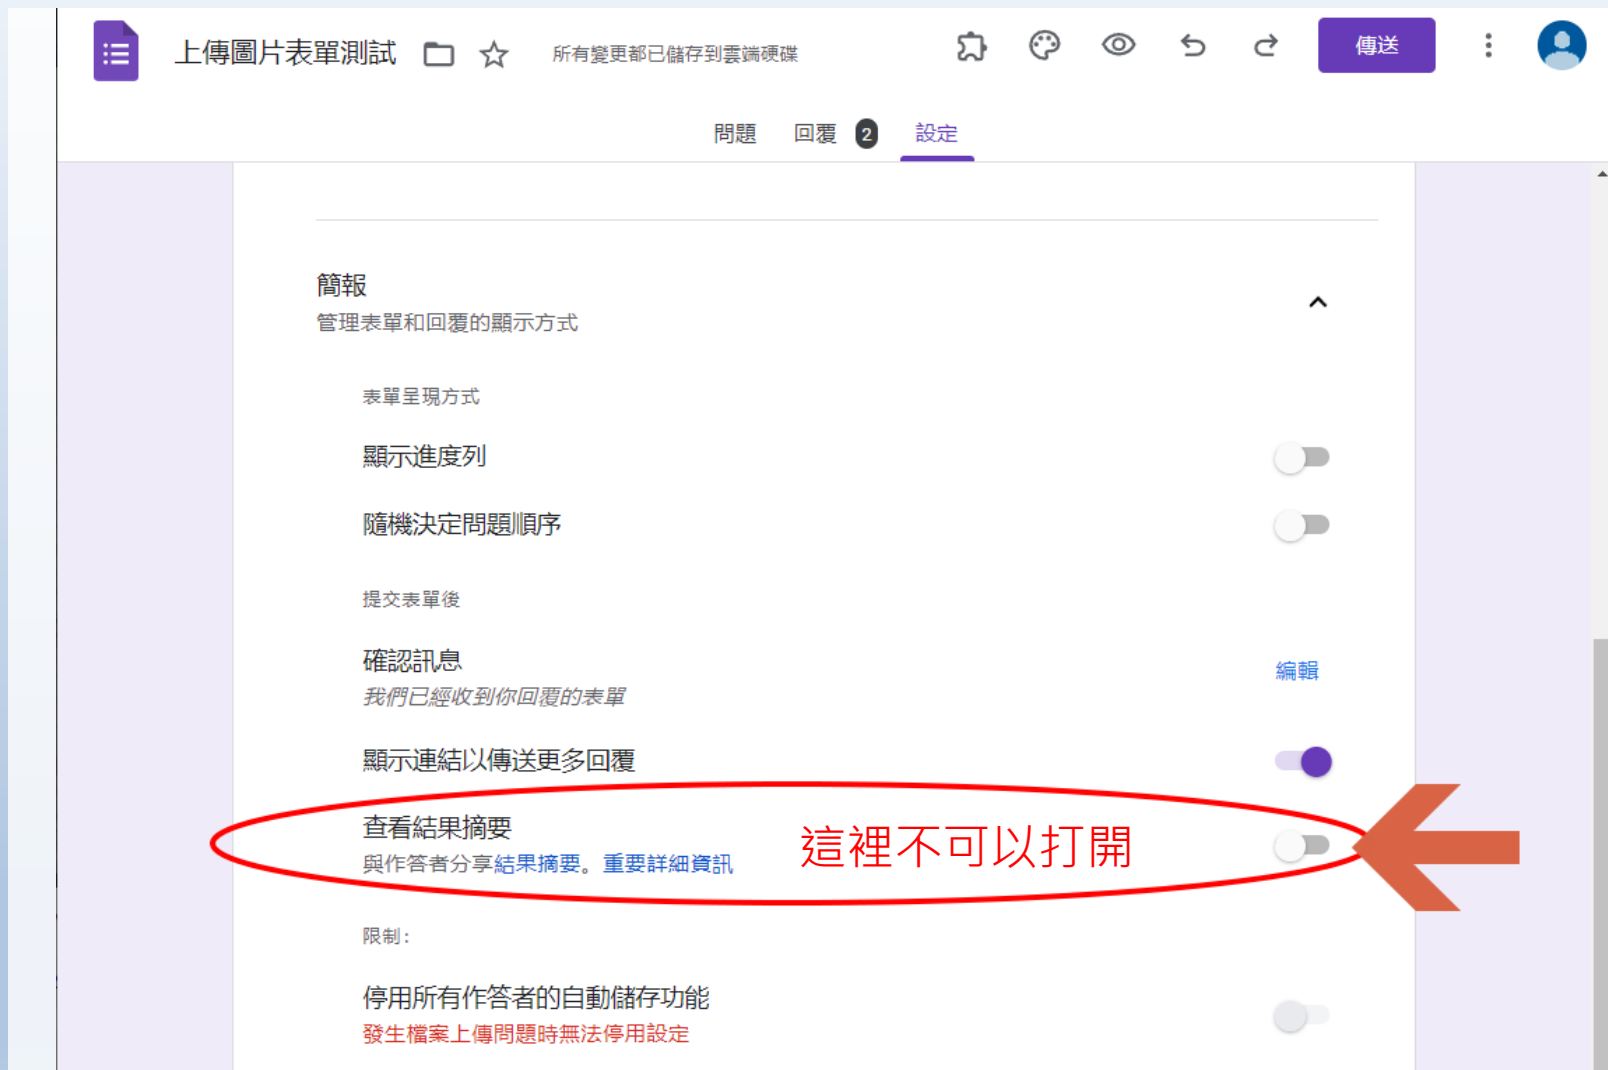 上傳圖片表單測試
所有變更都已儲存到雲端硬碟
傳送
問題 回覆 2 設定
簡報
管理表單和回覆的顯示方式
表單呈現方式
顯示進度列
隨機決定問題順序
提交表單後
確認訊息
我們已經收到你回覆的表單
編輯
顯示連結以傳送更多回覆
查看結果摘要
與作答者分享結果摘要。重要詳細資訊
這裡不可以打開
限制:
停用所有作答者的自動儲存功能
發生檔案上傳問題時無法停用設定